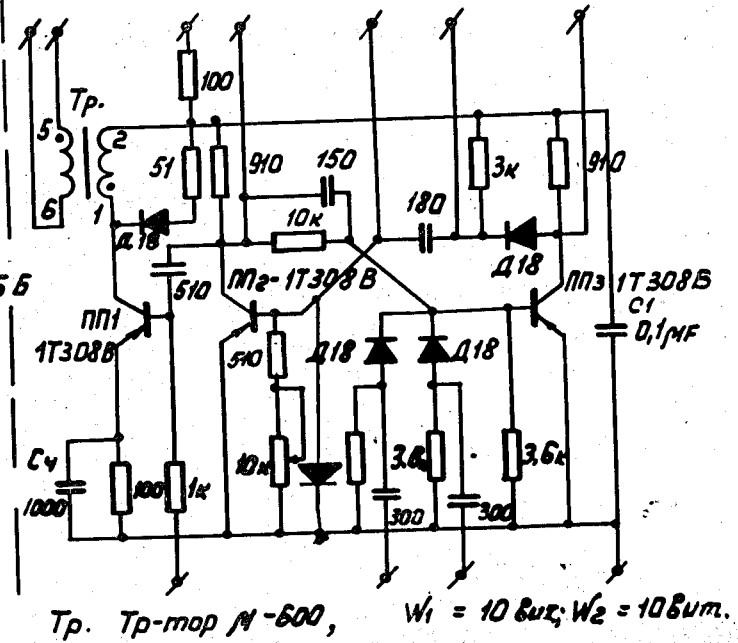 100
Тр.
5
2
6
1
51
910
150
3к
910
10к
180
Д18
Д18
510
ПП2-1Т308В
ПП3 1Т308В
С1
0,1μF
5Б
ПП1
1Т308В
510
Д18
Д18
10к
3,6к
С4
1000
100
1к
300
300
Тр. Тр-тор М-600, W1 = 10 вит; W2 = 10 вит.